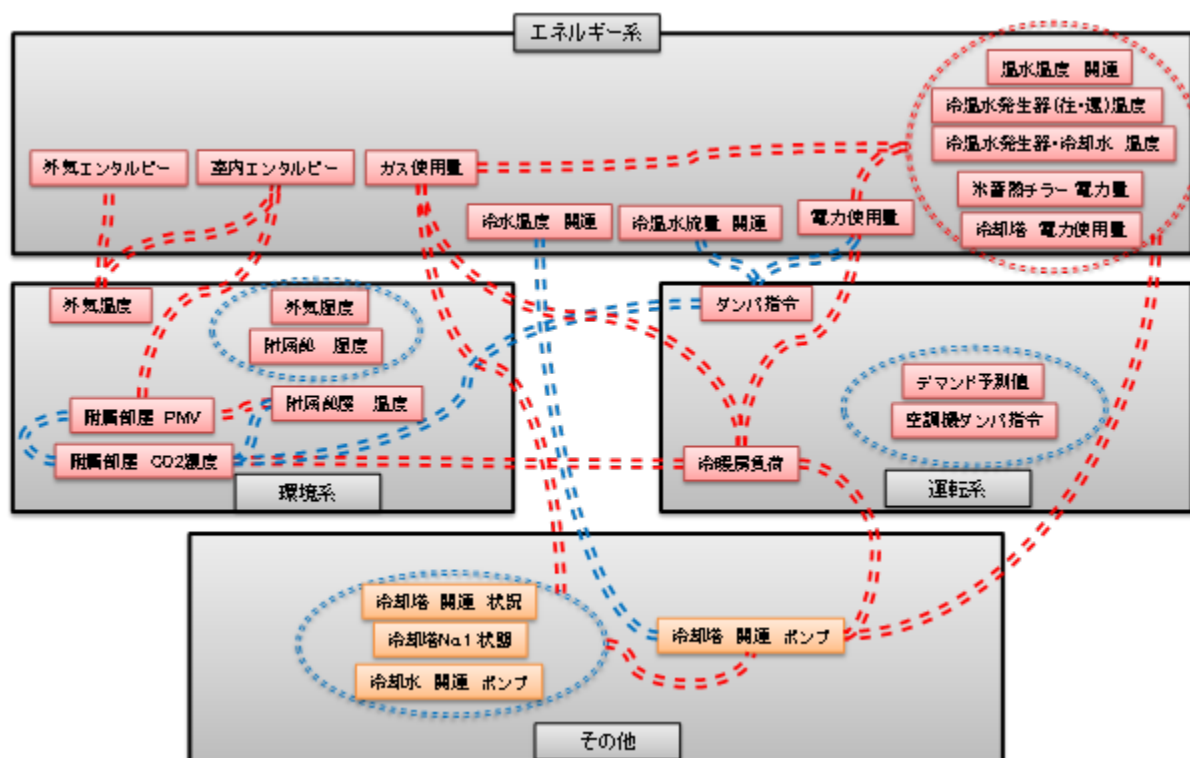 エネルギー系
温水温度 関連
冷温水発生器(往・還)温度
冷温水発生器・冷却水 温度
氷蓄熱チラー 電力量
冷却塔 電力使用量
外気エンタルピー
室内エンタルピー
ガス使用量
冷水温度 関連
冷温水流量 関連
電力使用量
外気温度
外気湿度
附属部 湿度
附属部屋 PMV
附属部屋 温度
附属部屋 CO2濃度
環境系
ダンパ指令
デマンド予測値
空調機ダンパ指令
冷暖房負荷
運転系
冷却塔 関連 状況
冷却塔No.1 状態
冷却水 関連 ポンプ
冷却塔 関連 ポンプ
その他